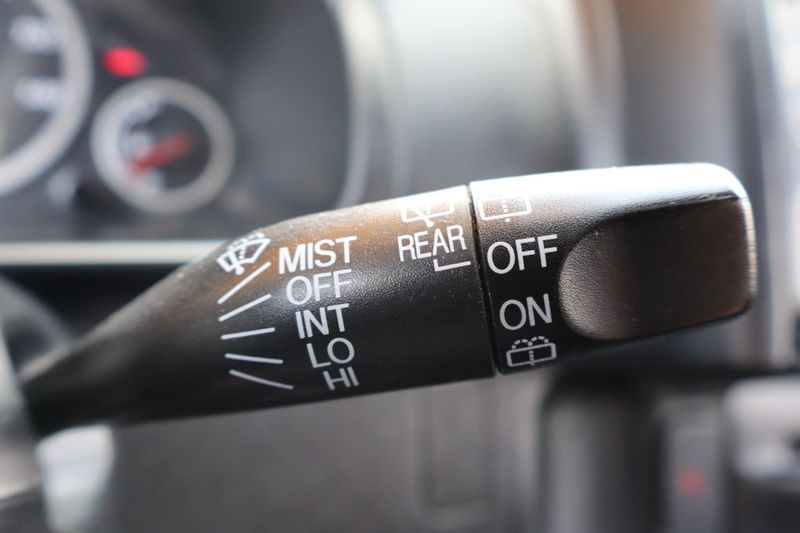 MIST
OFF
INT
LO
HI
REAR
OFF
ON